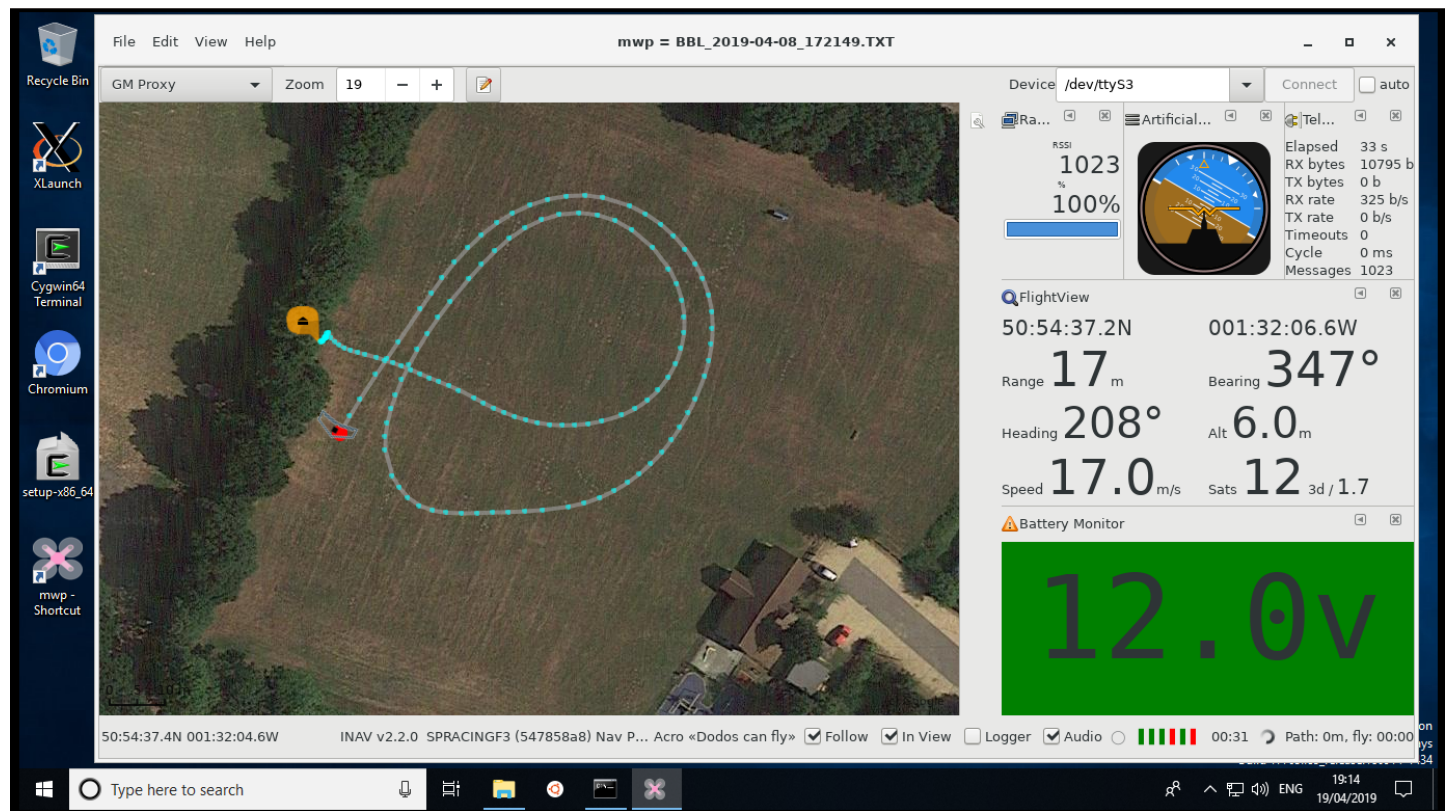 Recycle Bin
XLaunch
Cygwin64
Terminal
Chromium
setup-x86_64
mwp -
Shortcut
File Edit View Help
mwp = BBL_2019-04-08_172149.TXT
GM Proxy
Zoom 19 − +
Device /dev/ttyS3
Connect
auto
Ra...
RSSI
1023
%
100%
Artificial...
Tel...
Elapsed 33 s
RX bytes 10795 b
TX bytes 0 b
RX rate 325 b/s
TX rate 0 b/s
Timeouts 0
Cycle 0 ms
Messages 1023
FlightView
50:54:37.2N 001:32:06.6W
Range 17 m Bearing 347°
Heading 208° Alt 6.0 m
Speed 17.0 m/s Sats 12 3d / 1.7
Battery Monitor
12.0v
50:54:37.4N 001:32:04.6W INAV v2.2.0 SPRACINGF3 (547858a8) Nav P... Acro «Dodos can fly» Follow In View Logger Audio 00:31 Path: 0m, fly: 00:00
Type here to search
ENG
19:14
19/04/2019